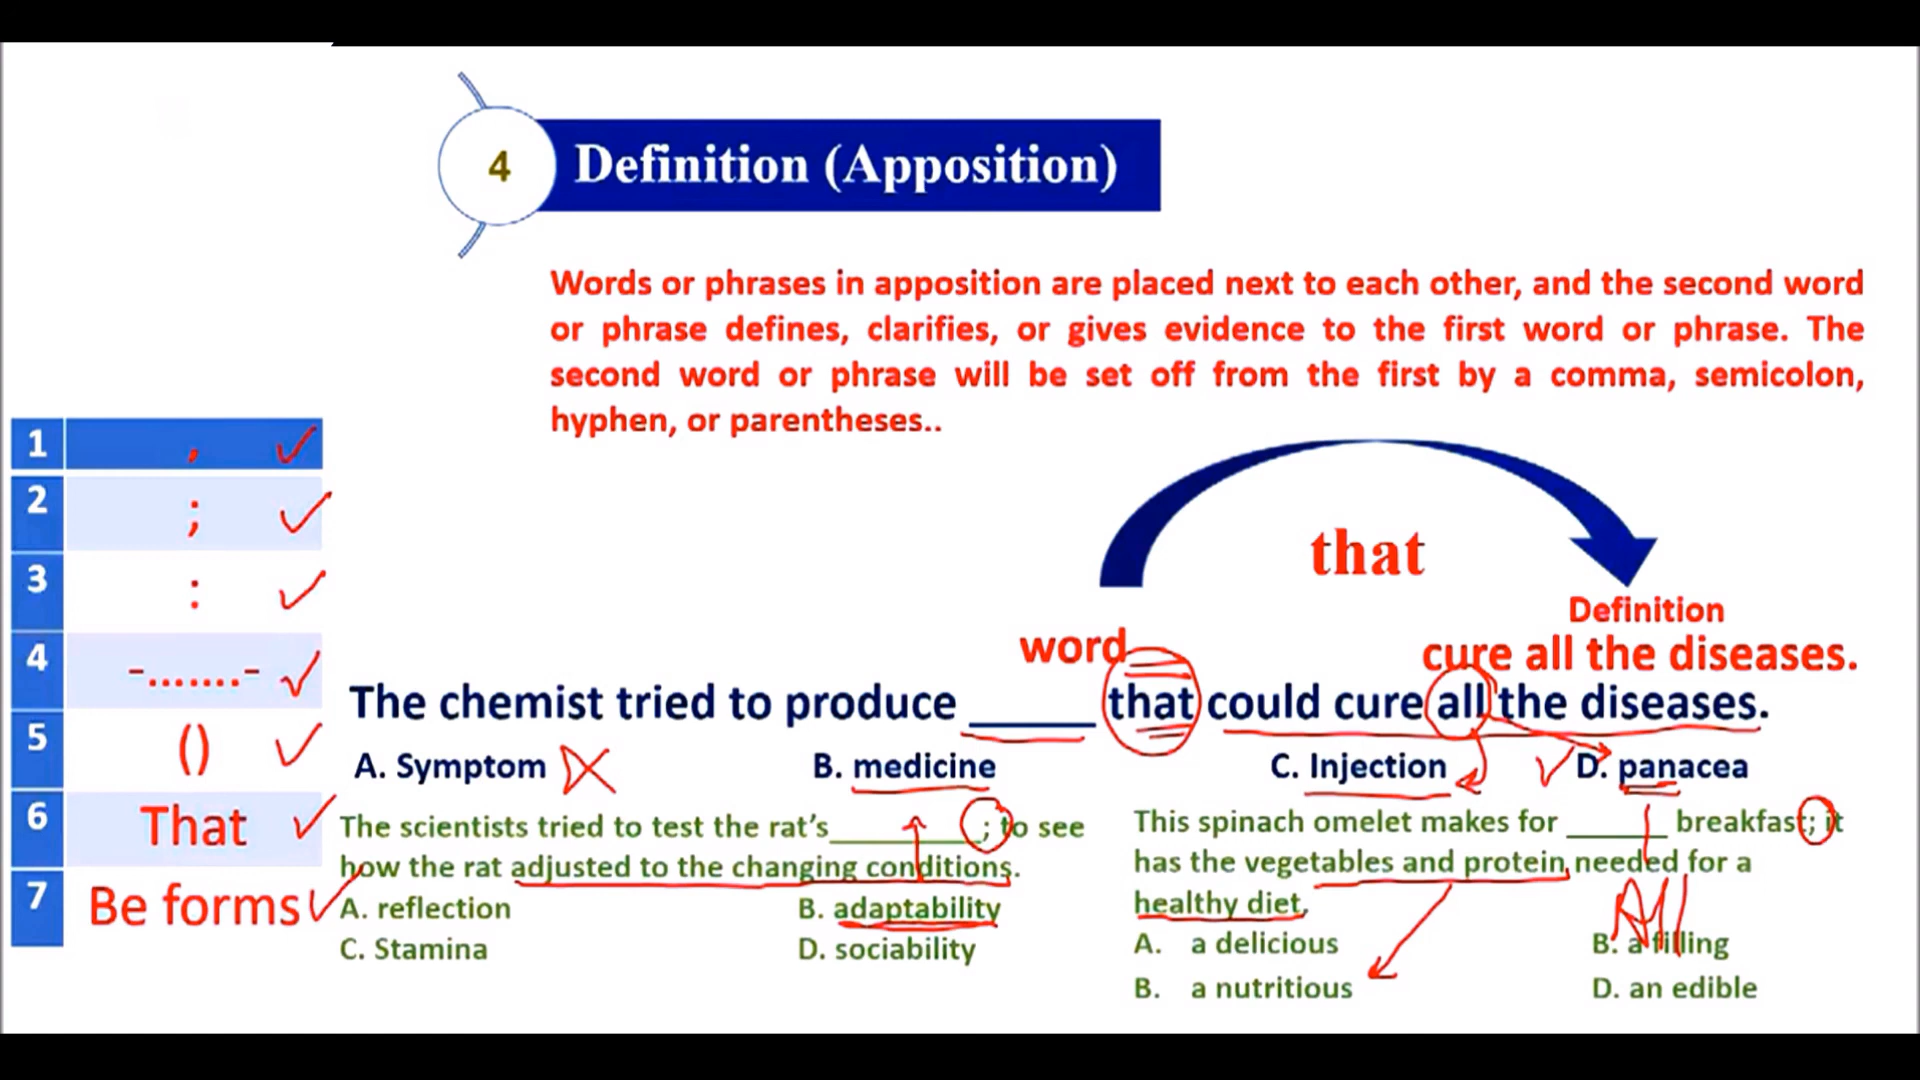 4
Definition (Apposition)
Words or phrases in apposition are placed next to each other, and the second word
or phrase defines, clarifies, or gives evidence to the first word or phrase. The
second word or phrase will be set off from the first by a comma, semicolon,
hyphen, or parentheses..
1 ,
2 ;
3 :
4 -.......-
5 ()
6 That
7 Be forms
that
Definition
word
cure all the diseases.
The chemist tried to produce ______ that could cure all the diseases.
A. Symptom B. medicine C. Injection D. panacea
The scientists tried to test the rat's__________; to see
how the rat adjusted to the changing conditions.
A. reflection B. adaptability
C. Stamina D. sociability
This spinach omelet makes for _______ breakfast; it
has the vegetables and protein needed for a
healthy diet.
All
A. a delicious B. a filling
B. a nutritious D. an edible